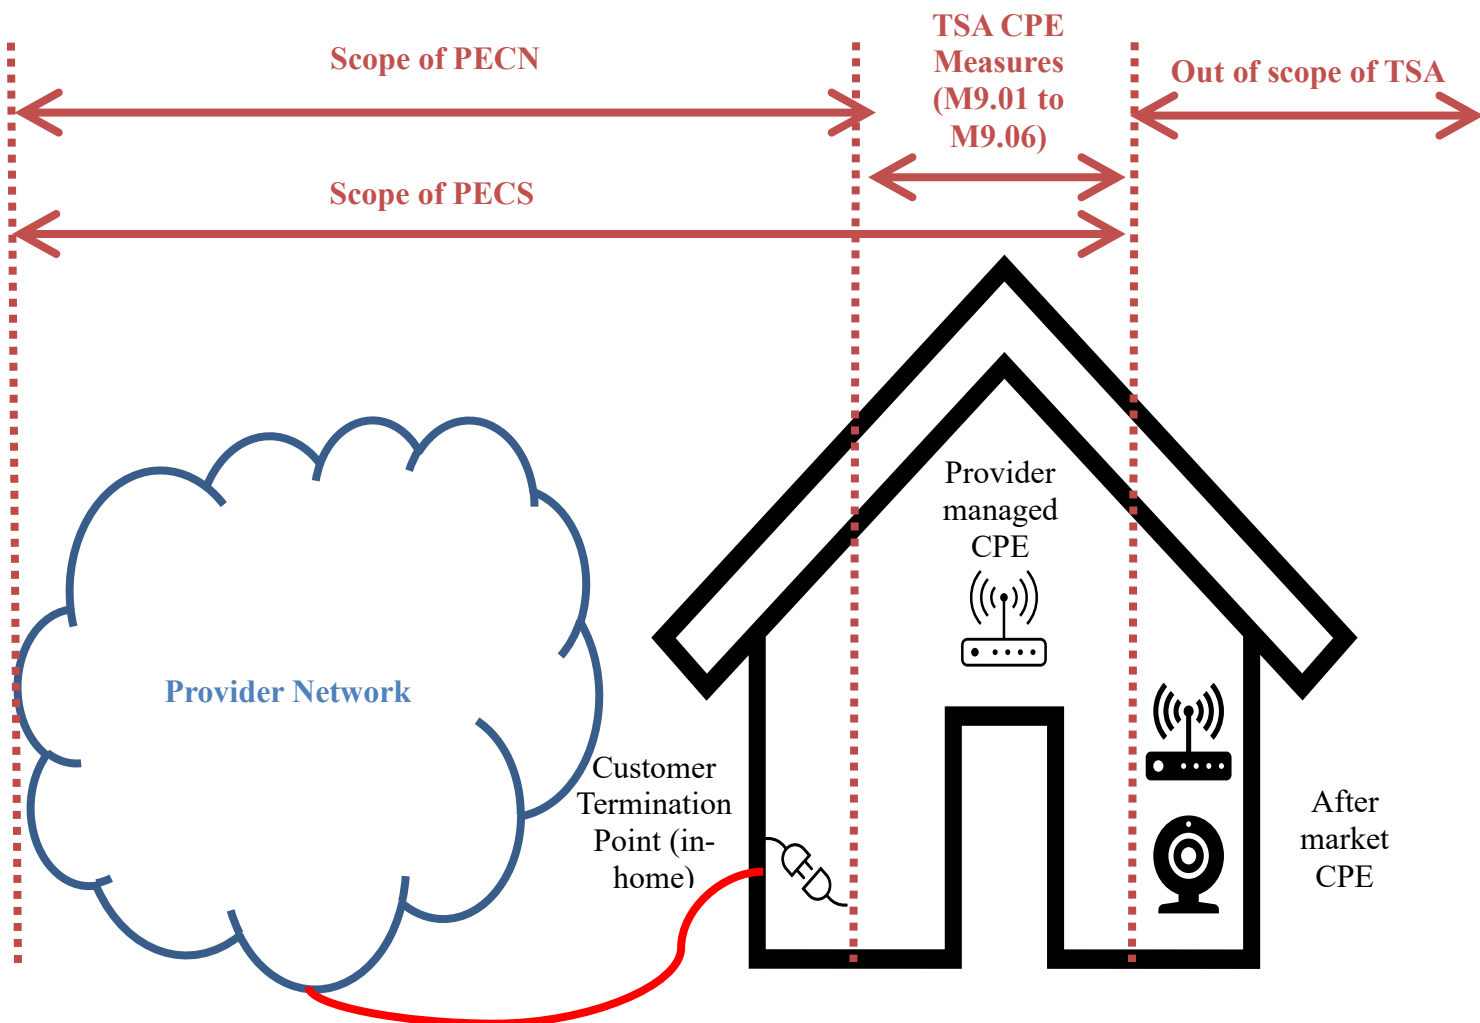 Scope of PECN
TSA CPE
Measures
(M9.01 to
M9.06)
Out of scope of TSA
Scope of PECS
Provider
managed
CPE
Provider Network
Customer
Termination
Point (in-
home)
After
market
CPE